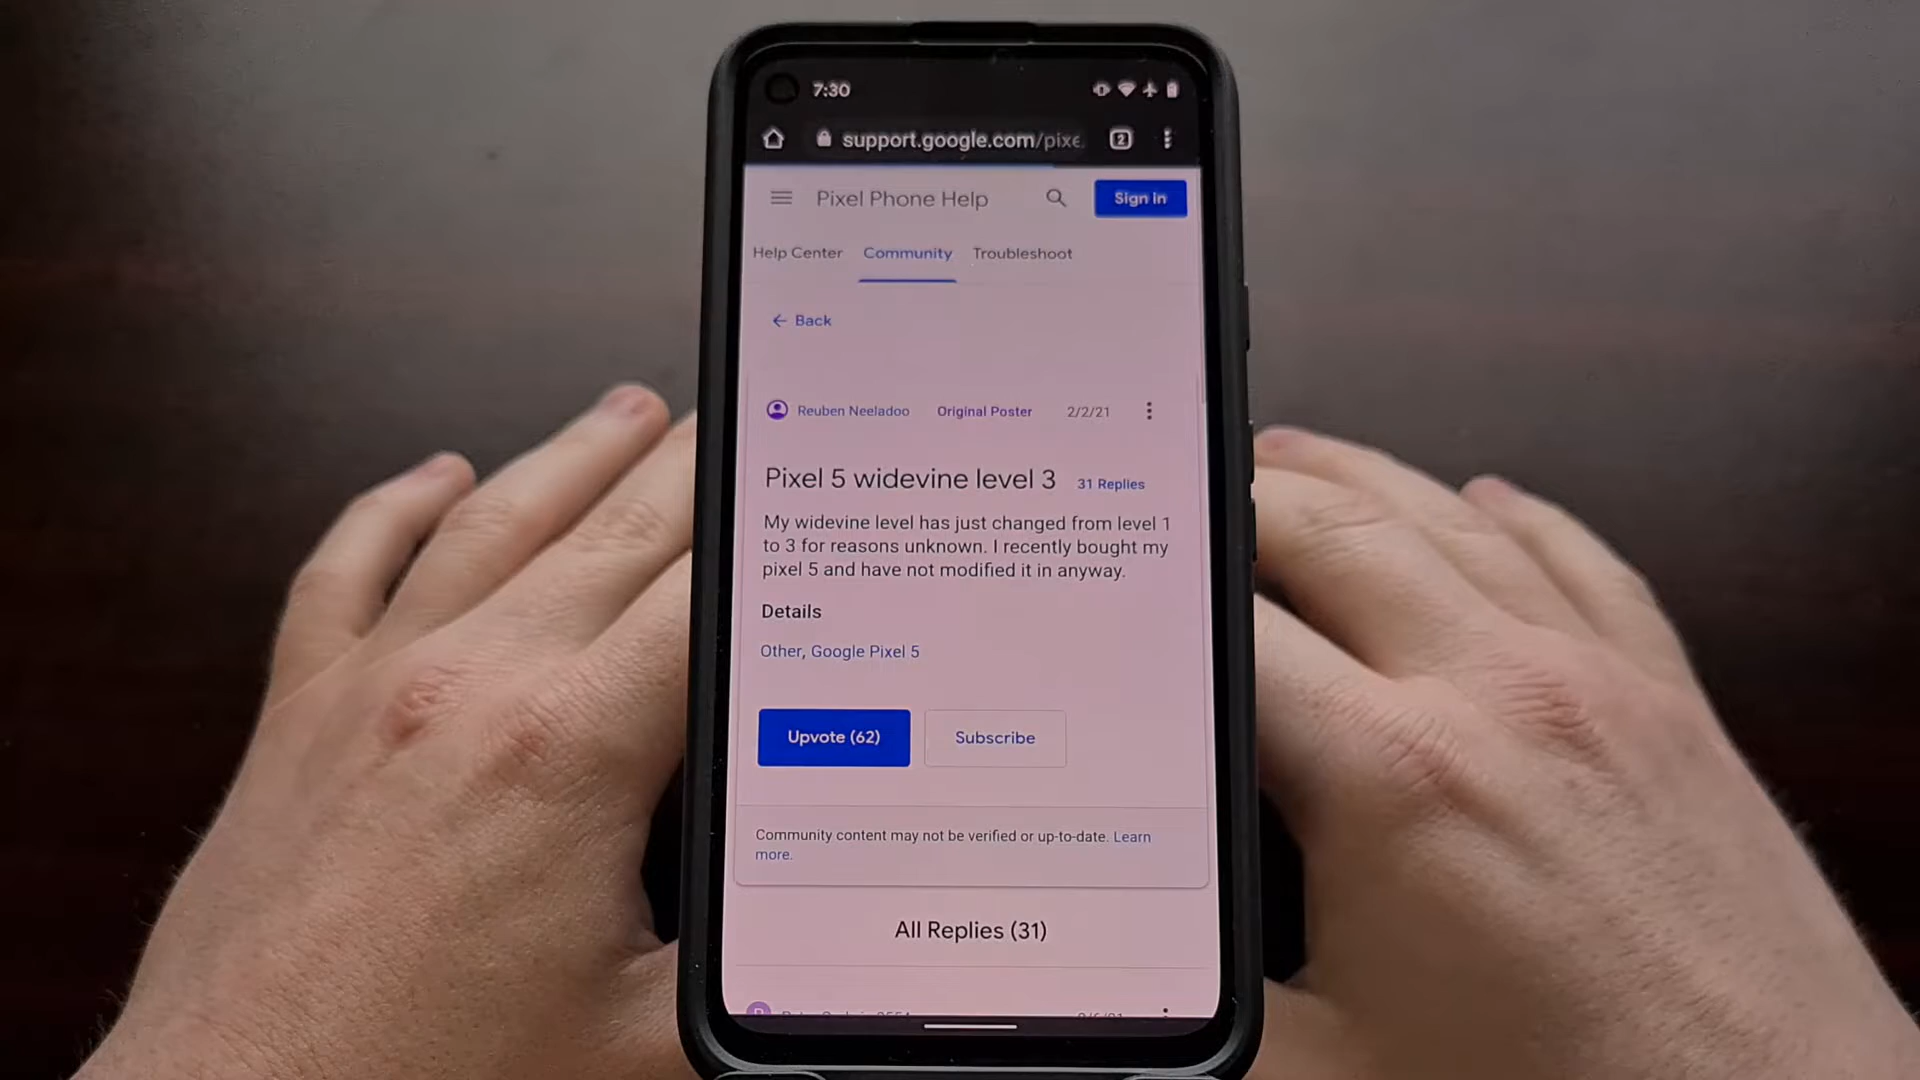 7:30
support.google.com/pixe
2
Pixel Phone Help
Sign in
Help Center Community Troubleshoot
Back
Reuben Neeladoo Original Poster 2/2/21
Pixel 5 widevine level 3 31 Replies
My widevine level has just changed from level 1
to 3 for reasons unknown. I recently bought my
pixel 5 and have not modified it in anyway.
Details
Other, Google Pixel 5
Upvote (62) Subscribe
Community content may not be verified or up-to-date. Learn
more.
All Replies (31)